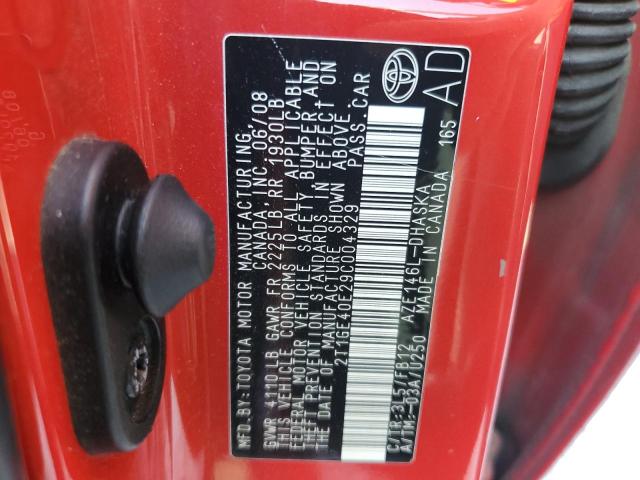 MFD. BY: TOYOTA MOTOR MANUFACTURING
CANADA, INC. 06/08
GVWR 4110 LB GAWR FR 2225LB RR 1930LB
THIS VEHICLE CONFORMS TO ALL APPLICABLE
FEDERAL MOTOR VEHICLE SAFETY BUMPER, AND
THEFT PREVENTION STANDARDS IN EFFECT ON
THE DATE OF MANUFACTURE SHOWN ABOVE.
2T1GE40E29C004329 PASS. CAR
C/TR: 3L5/FB12 AZE146L-DHASKA
A/TM: -03A/U250 MADE IN CANADA 165
AD